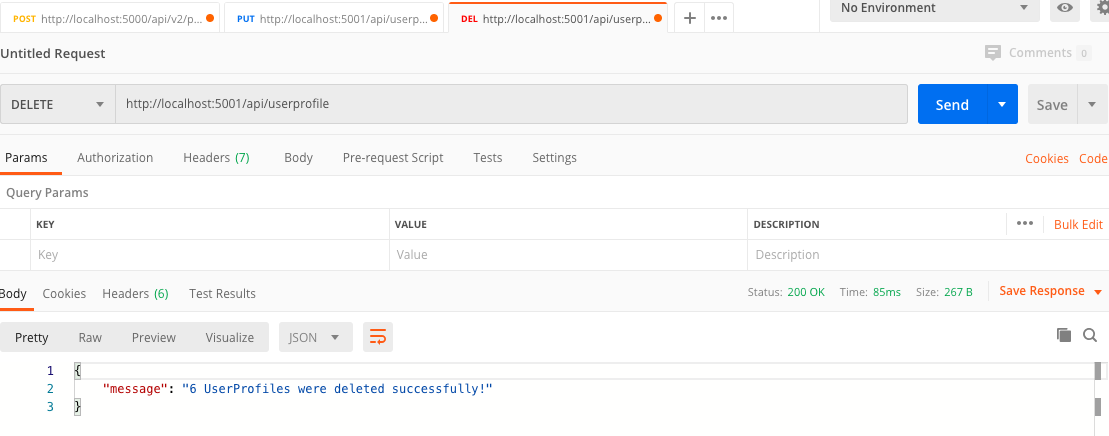 POST http://localhost:5000/api/v2/p... PUT http://localhost:5001/api/userp... DEL http://localhost:5001/api/userp... + ••• No Environment
Untitled Request Comments 0
DELETE http://localhost:5001/api/userprofile Send Save
Params Authorization Headers (7) Body Pre-request Script Tests Settings Cookies Code
Query Params
KEY VALUE DESCRIPTION ••• Bulk Edit
Key Value Description
Body Cookies Headers (6) Test Results Status: 200 OK Time: 85ms Size: 267 B Save Response
Pretty Raw Preview Visualize JSON
1 {
2 "message": "6 UserProfiles were deleted successfully!"
3 }